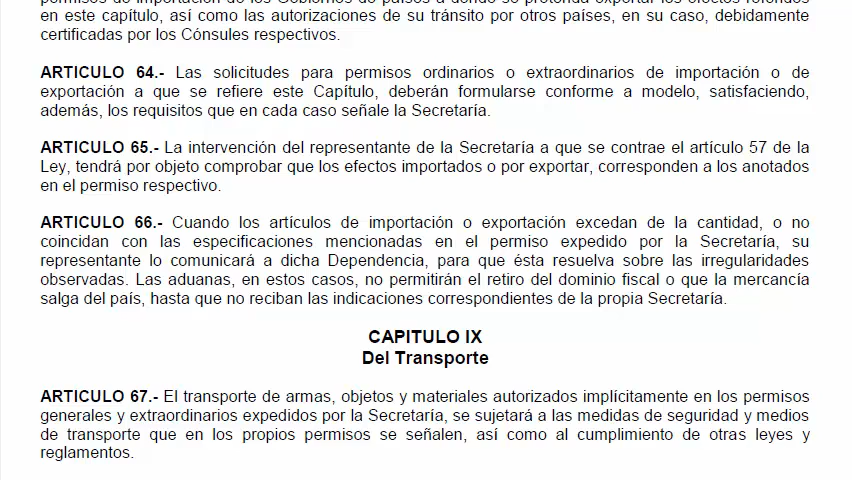 en este capítulo, así como las autorizaciones de su tránsito por otros países, en su caso, debidamente
certificadas por los Cónsules respectivos.
ARTICULO 64.- Las solicitudes para permisos ordinarios o extraordinarios de importación o de
exportación a que se refiere este Capítulo, deberán formularse conforme a modelo, satisfaciendo,
además, los requisitos que en cada caso señale la Secretaría.
ARTICULO 65.- La intervención del representante de la Secretaría a que se contrae el artículo 57 de la
Ley, tendrá por objeto comprobar que los efectos importados o por exportar, corresponden a los anotados
en el permiso respectivo.
ARTICULO 66.- Cuando los artículos de importación o exportación excedan de la cantidad, o no
coincidan con las especificaciones mencionadas en el permiso expedido por la Secretaría, su
representante lo comunicará a dicha Dependencia, para que ésta resuelva sobre las irregularidades
observadas. Las aduanas, en estos casos, no permitirán el retiro del dominio fiscal o que la mercancía
salga del país, hasta que no reciban las indicaciones correspondientes de la propia Secretaría.
CAPITULO IX
Del Transporte
ARTICULO 67.- El transporte de armas, objetos y materiales autorizados implícitamente en los permisos
generales y extraordinarios expedidos por la Secretaría, se sujetará a las medidas de seguridad y medios
de transporte que en los propios permisos se señalen, así como al cumplimiento de otras leyes y
reglamentos.